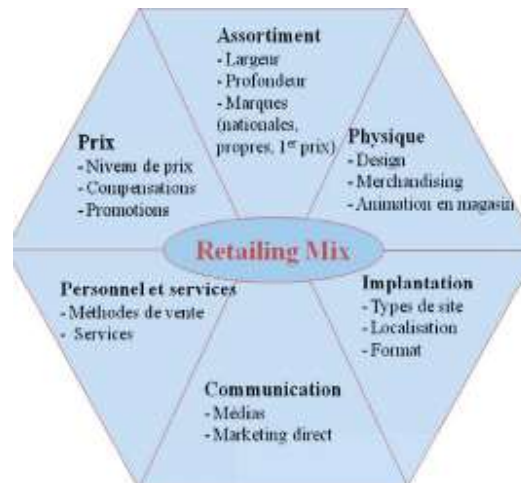 Assortiment
- Largeur
- Profondeur
- Marques
(nationales,
propres, 1er prix)
Prix
- Niveau de prix
- Compensations
- Promotions
Physique
- Design
- Merchandising
- Animation en magasin
Retailing Mix
Personnel et services
- Méthodes de vente
- Services
Implantation
- Types de site
- Localisation
- Format
Communication
- Médias
- Marketing direct